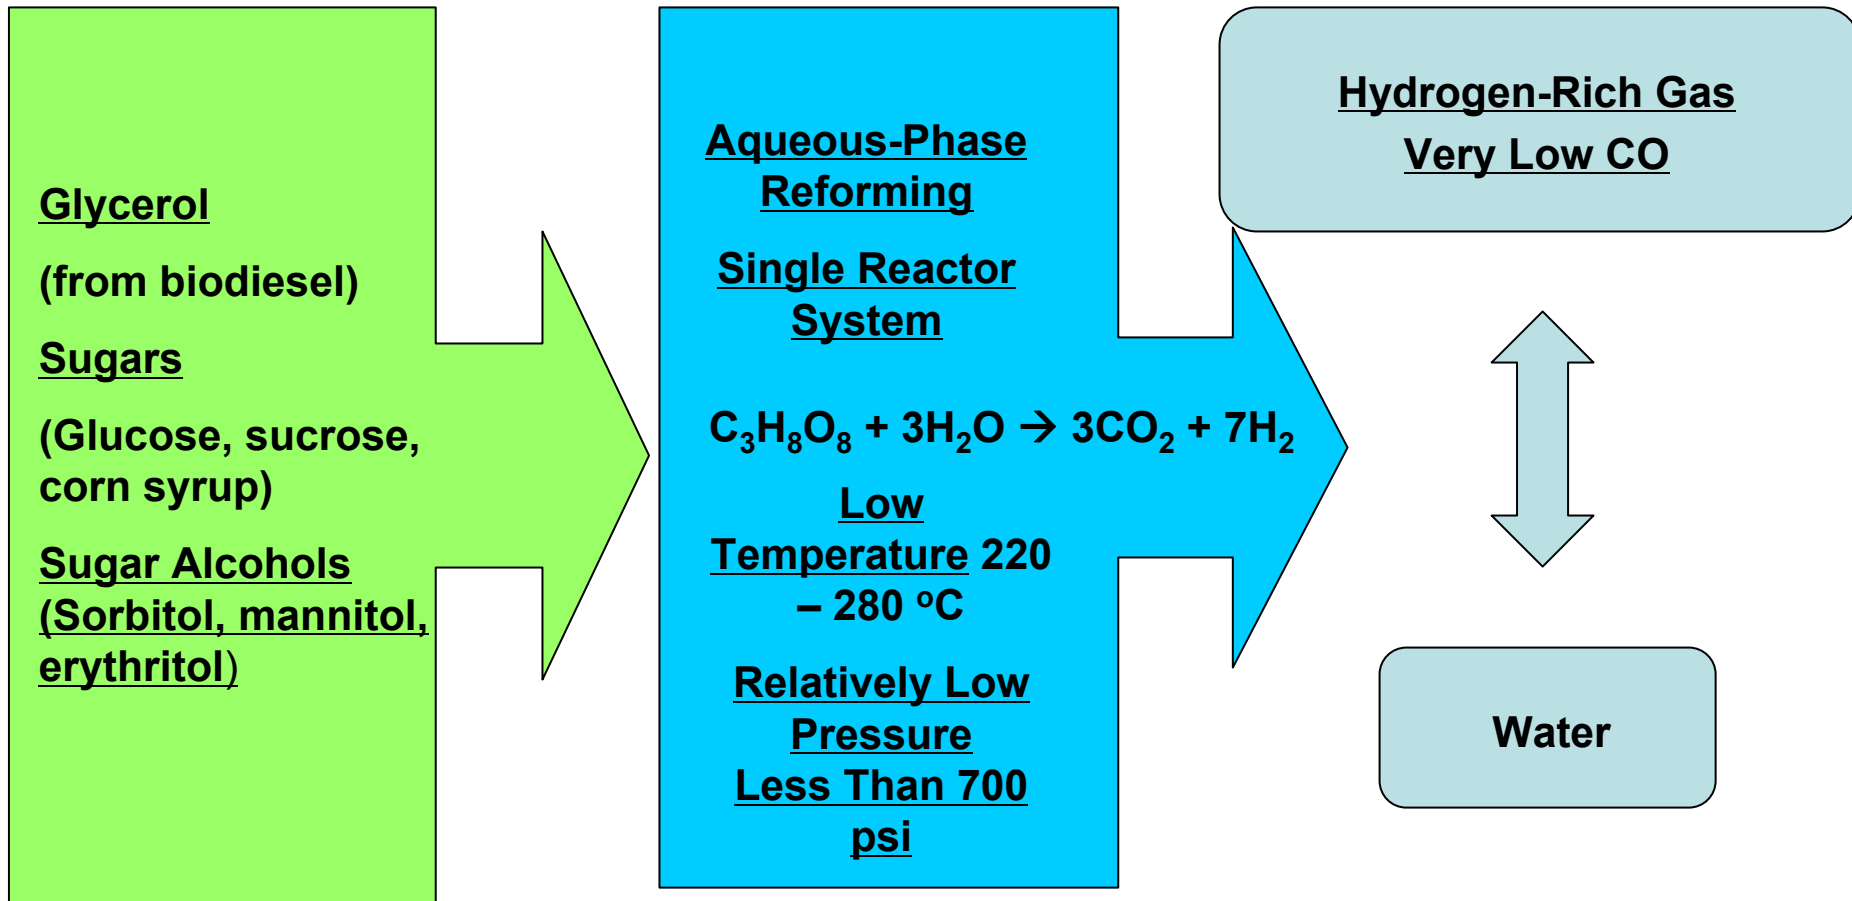 Glycerol
(from biodiesel)
Sugars
(Glucose, sucrose,
corn syrup)
Sugar Alcohols
(Sorbitol, mannitol,
erythritol)
Aqueous-Phase
Reforming
Single Reactor
System
C₃H₈O₈ + 3H₂O → 3CO₂ + 7H₂
Low
Temperature 220
– 280 ºC
Relatively Low
Pressure
Less Than 700
psi
Hydrogen-Rich Gas
Very Low CO
Water